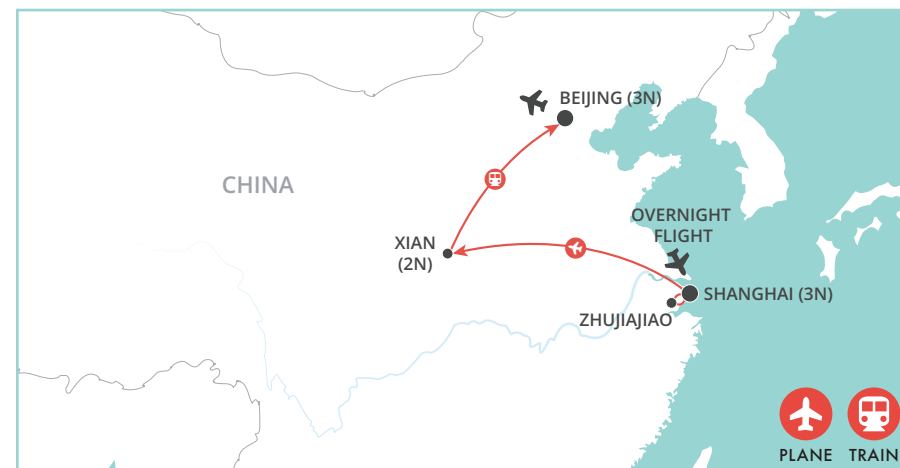 BEIJING (3N)
CHINA
OVERNIGHT
FLIGHT
XIAN
(2N)
SHANGHAI (3N)
ZHUJIAJIAO
PLANE
TRAIN